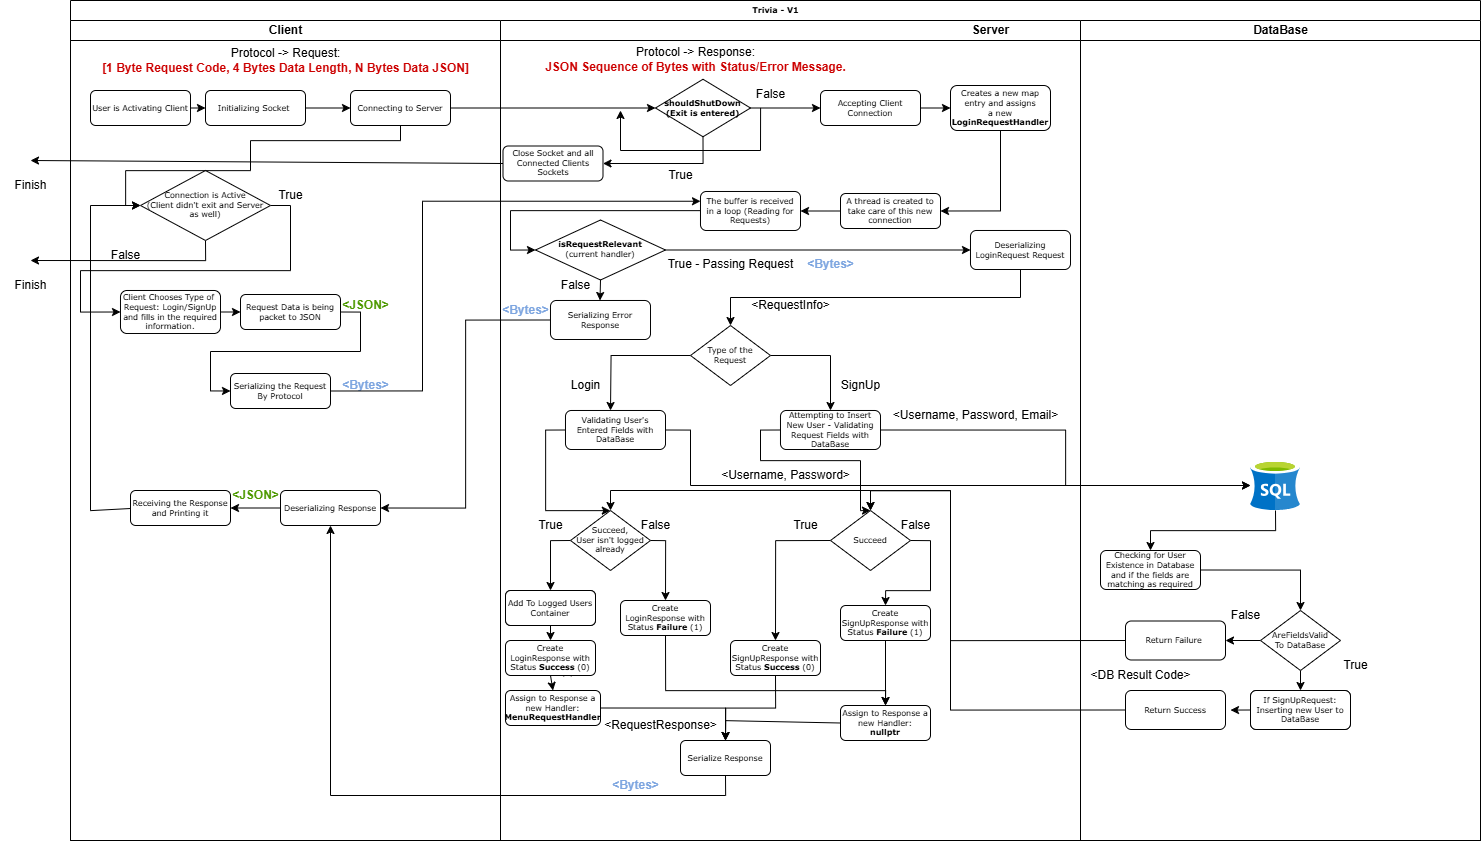 Trivia - V1
Client
Server
DataBase
Protocol -> Request:
[1 Byte Request Code, 4 Bytes Data Length, N Bytes Data JSON]
Protocol -> Response:
JSON Sequence of Bytes with Status/Error Message.
User is Activating Client
Initializing Socket
Connecting to Server
shouldShutDown
(Exit is entered)
False
True
Accepting Client
Connection
Creates a new map
entry and assigns
a new
LoginRequestHandler
Close Socket and all
Connected Clients
Sockets
Finish
Connection is Active
(Client didn't exit and Server
as well)
True
False
Finish
The buffer is received
in a loop (Reading for
Requests)
A thread is created to
take care of this new
connection
isRequestRelevant
(current handler)
True - Passing Request
<Bytes>
False
Deserializing
LoginRequest Request
Client Chooses Type of
Request: Login/SignUp
and fills in the required
information.
Request Data is being
packet to JSON
<JSON>
Serializing the Request
By Protocol
<Bytes>
<Bytes>
Serializing Error
Response
<RequestInfo>
Type of the
Request
Login
SignUp
Validating User's
Entered Fields with
DataBase
Attempting to Insert
New User - Validating
Request Fields with
DataBase
<Username, Password, Email>
<Username, Password>
SQL
Receiving the Response
and Printing it
<JSON>
Deserializing Response
True
Succeed,
User isn't logged
already
False
True
Succeed
False
Checking for User
Existence in Database
and if the fields are
matching as required
Add To Logged Users
Container
Create
LoginResponse with
Status Failure (1)
Create
SignUpResponse with
Status Failure (1)
Create
LoginResponse with
Status Success (0)
Create
SignUpResponse with
Status Success (0)
Return Failure
False
AreFieldsValid
To DataBase
True
<DB Result Code>
Return Success
If SignUpRequest:
Inserting new User to
DataBase
Assign to Response a
new Handler:
MenuRequestHandler
<RequestResponse>
Assign to Response a
new Handler:
nullptr
Serialize Response
<Bytes>